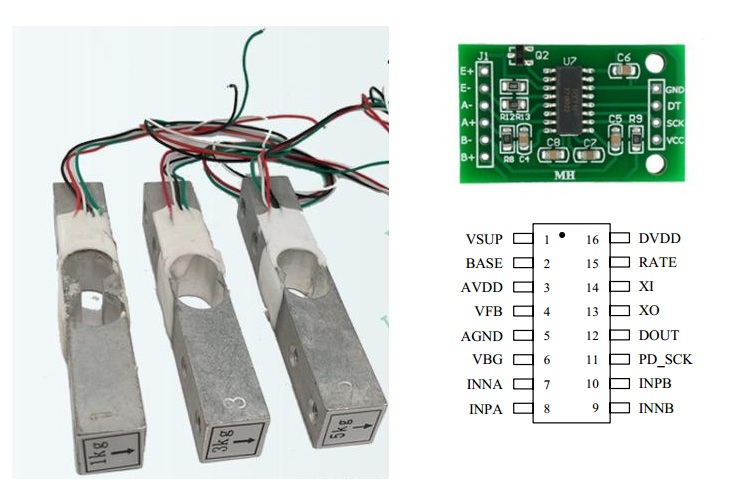 1
1kg
3
3kg
5kg
J1
Q2
U7
C6
E+
E-
A-
A+
B-
B+
R12
R13
R8
C4
C8
C7
C5
R9
GND
DT
SCK
VCC
MH
VSUP 1 16 DVDD
BASE 2 15 RATE
AVDD 3 14 XI
VFB 4 13 XO
AGND 5 12 DOUT
VBG 6 11 PD_SCK
INNA 7 10 INPB
INPA 8 9 INNB